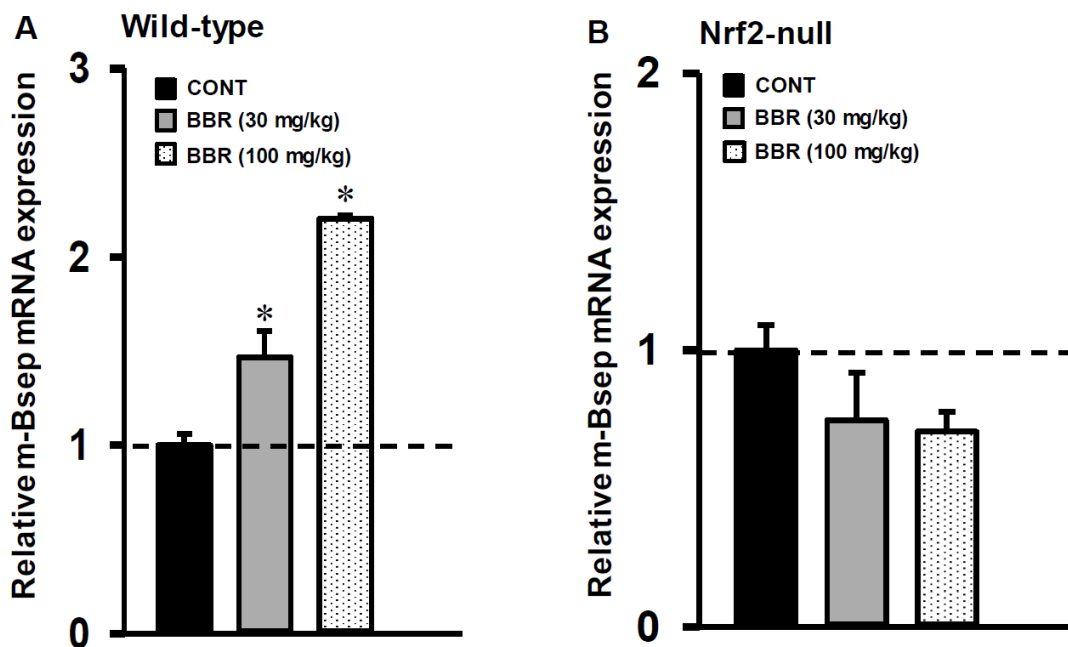 A
Wild-type
Relative m-Bsep mRNA expression
3
2
1
0
CONT
BBR (30 mg/kg)
BBR (100 mg/kg)
*
*
B
Nrf2-null
Relative m-Bsep mRNA expression
2
1
0
CONT
BBR (30 mg/kg)
BBR (100 mg/kg)